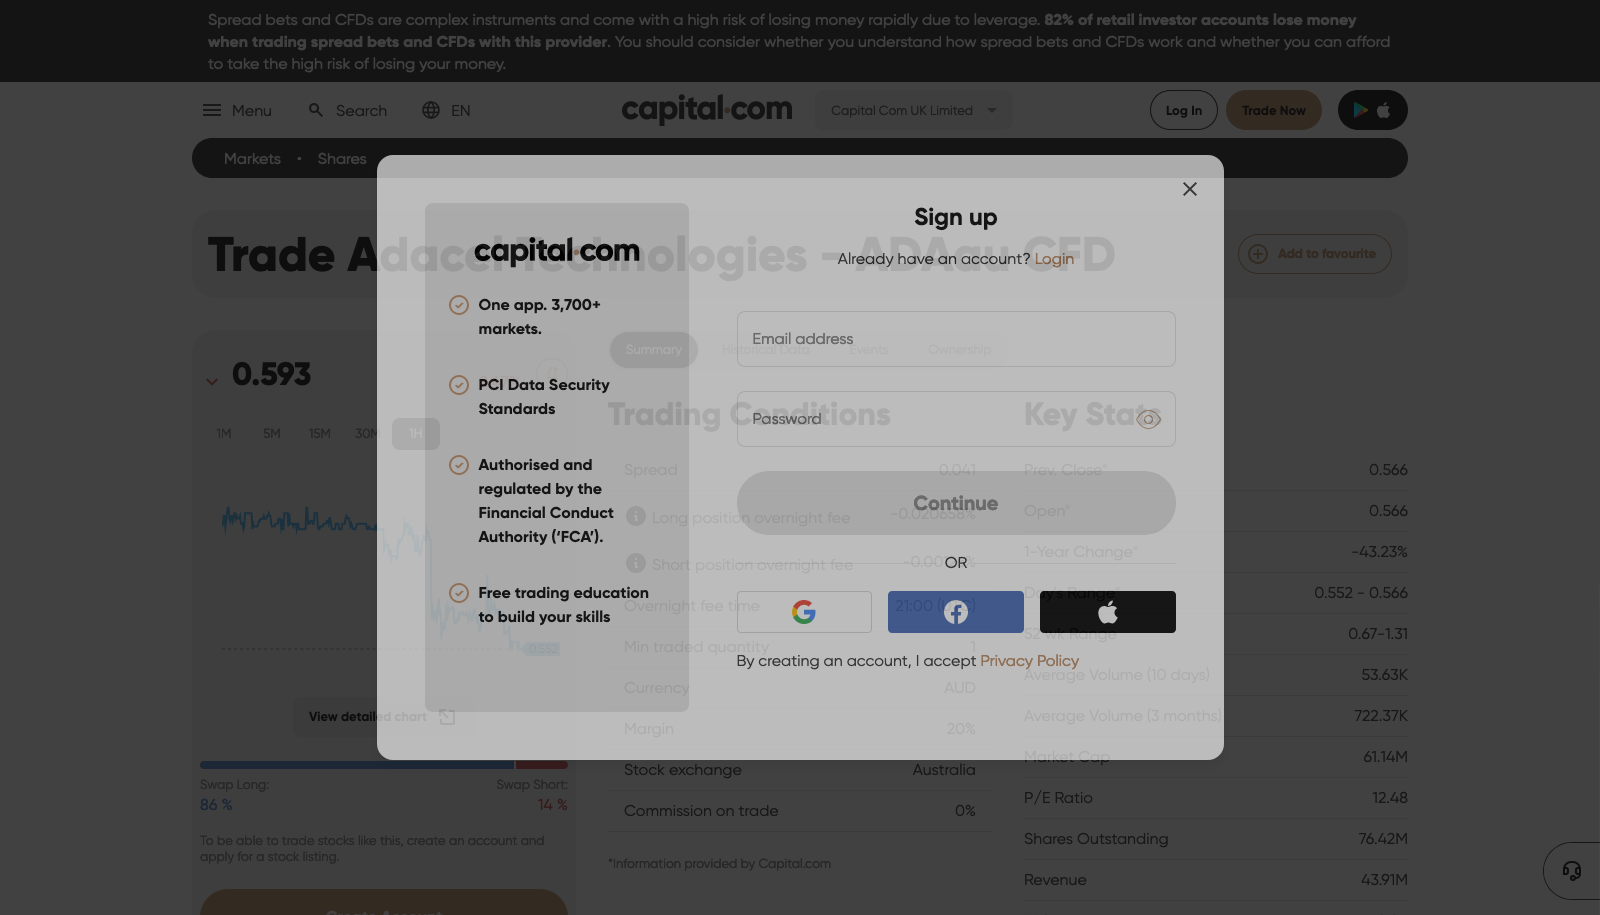 Spread bets and CFDs are complex instruments and come with a high risk of losing money rapidly due to leverage. 82% of retail investor accounts lose money
when trading spread bets and CFDs with this provider. You should consider whether you understand how spread bets and CFDs work and whether you can afford
to take the high risk of losing your money.
Menu
Search
EN
capital.com
Capital Com UK Limited
Log In
Trade Now
Markets • Shares
Trade Adacel Technologies - ADAau CFD
Add to favourite
0.593
1M 5M 15M 30M 1H
0.593
View detailed chart
Swap Long: Swap Short:
86 % 14 %
To be able to trade stocks like this, create an account and
apply for a stock listing.
Create Account
Summary Historical Data Events Ownership
Trading Conditions
Spread 0.041
Long position overnight fee -0.020658%
Short position overnight fee
Overnight fee time 21:00 (UTC)
Min traded quantity 1
Currency AUD
Margin 20%
Stock exchange Australia
Commission on trade 0%
*Information provided by Capital.com
Key Stats
Prev. Close* 0.566
Open* 0.566
1-Year Change* -43.23%
Day's Range* 0.552 - 0.566
52 wk Range 0.67-1.31
Average Volume (10 days) 53.63K
Average Volume (3 months) 722.37K
Market Cap 61.14M
P/E Ratio 12.48
Shares Outstanding 76.42M
Revenue 43.91M
capital.com
One app. 3,700+
markets.
PCI Data Security
Standards
Authorised and
regulated by the
Financial Conduct
Authority (‘FCA’).
Free trading education
to build your skills
Sign up
Already have an account? Login
Email address
Password
Continue
OR
By creating an account, I accept Privacy Policy